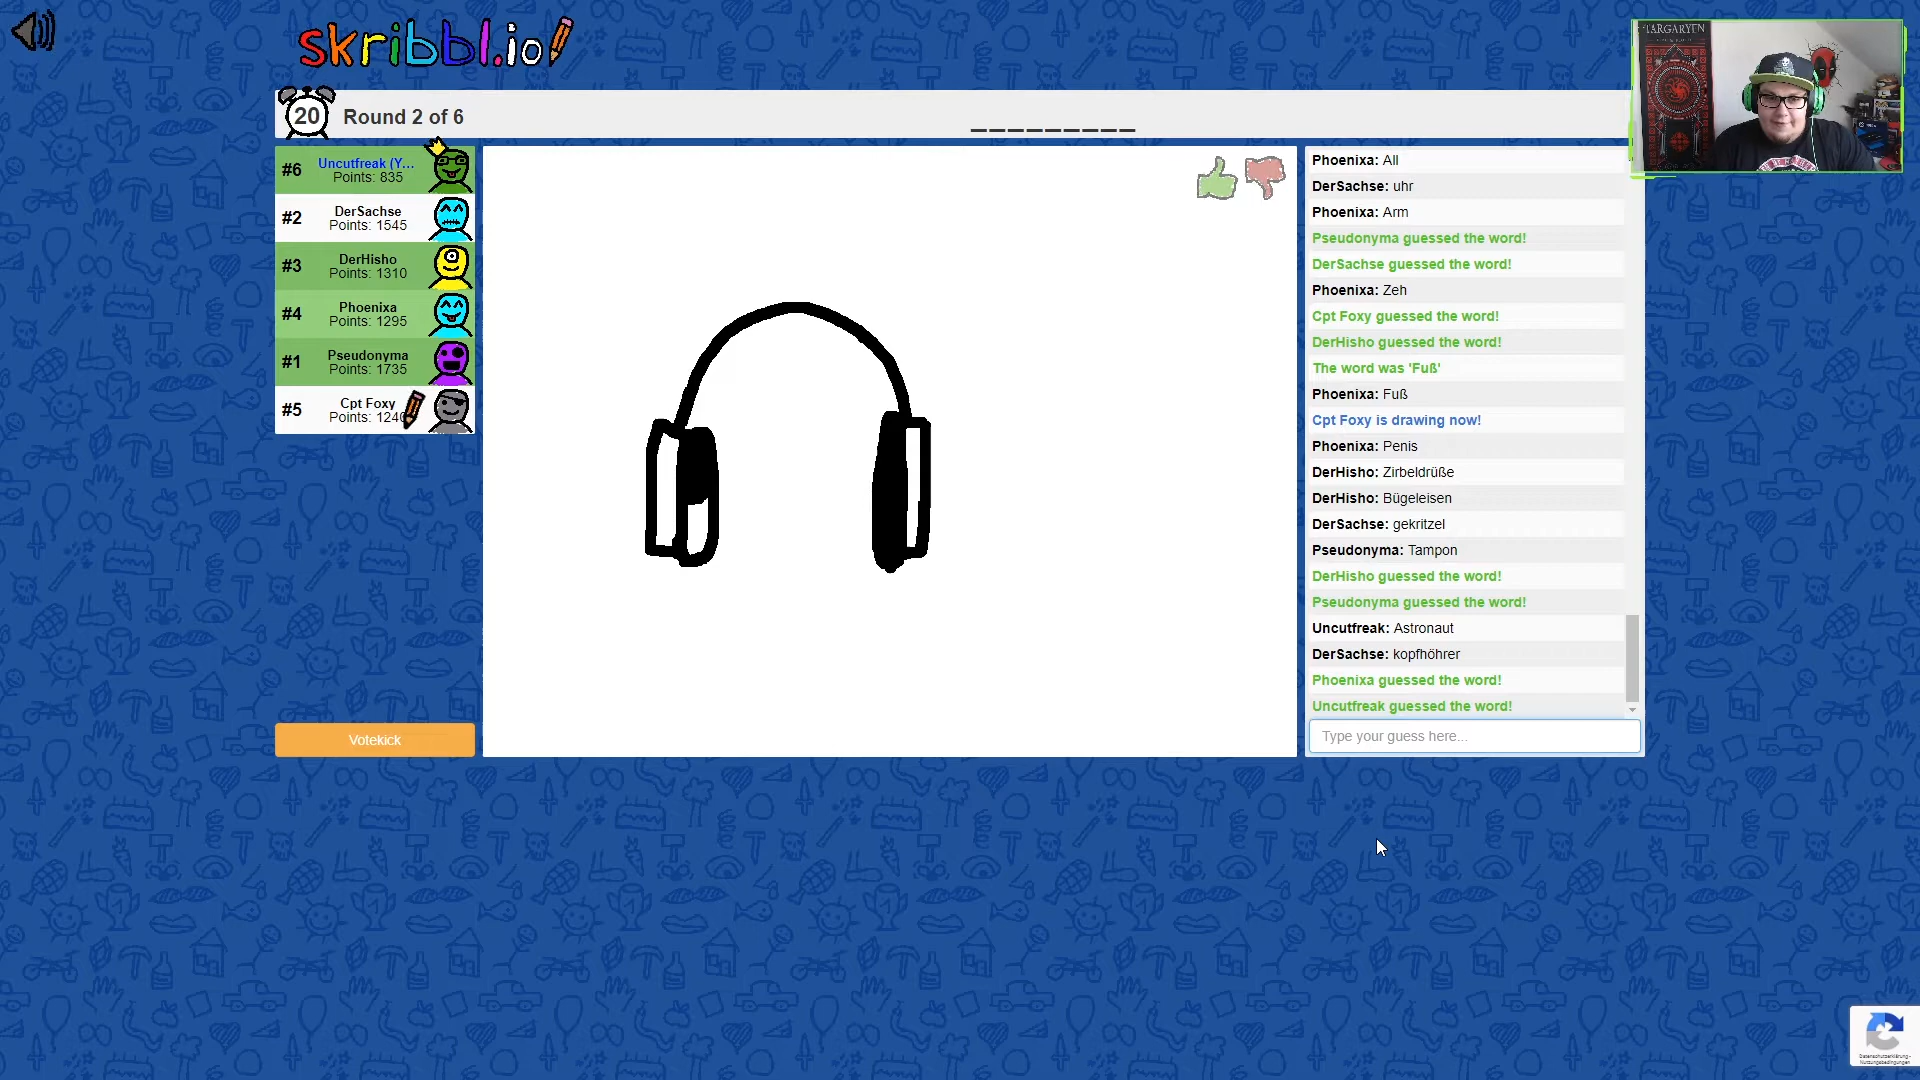 skribbl.io
TARGARYEN
20
Round 2 of 6
_________
#6
Uncutfreak (Y...
Points: 835
#2
DerSachse
Points: 1545
#3
DerHisho
Points: 1310
#4
Phoenixa
Points: 1295
#1
Pseudonyma
Points: 1735
#5
Cpt Foxy
Points: 1240
Votekick
Phoenixa: All
DerSachse: uhr
Phoenixa: Arm
Pseudonyma guessed the word!
DerSachse guessed the word!
Phoenixa: Zeh
Cpt Foxy guessed the word!
DerHisho guessed the word!
The word was 'Fuß'
Phoenixa: Fuß
Cpt Foxy is drawing now!
Phoenixa: Penis
DerHisho: Zirbeldrüße
DerHisho: Bügeleisen
DerSachse: gekritzel
Pseudonyma: Tampon
DerHisho guessed the word!
Pseudonyma guessed the word!
Uncutfreak: Astronaut
DerSachse: kopfhöhrer
Phoenixa guessed the word!
Uncutfreak guessed the word!
Type your guess here...
Datenschutzerklärung -
Nutzungsbedingungen